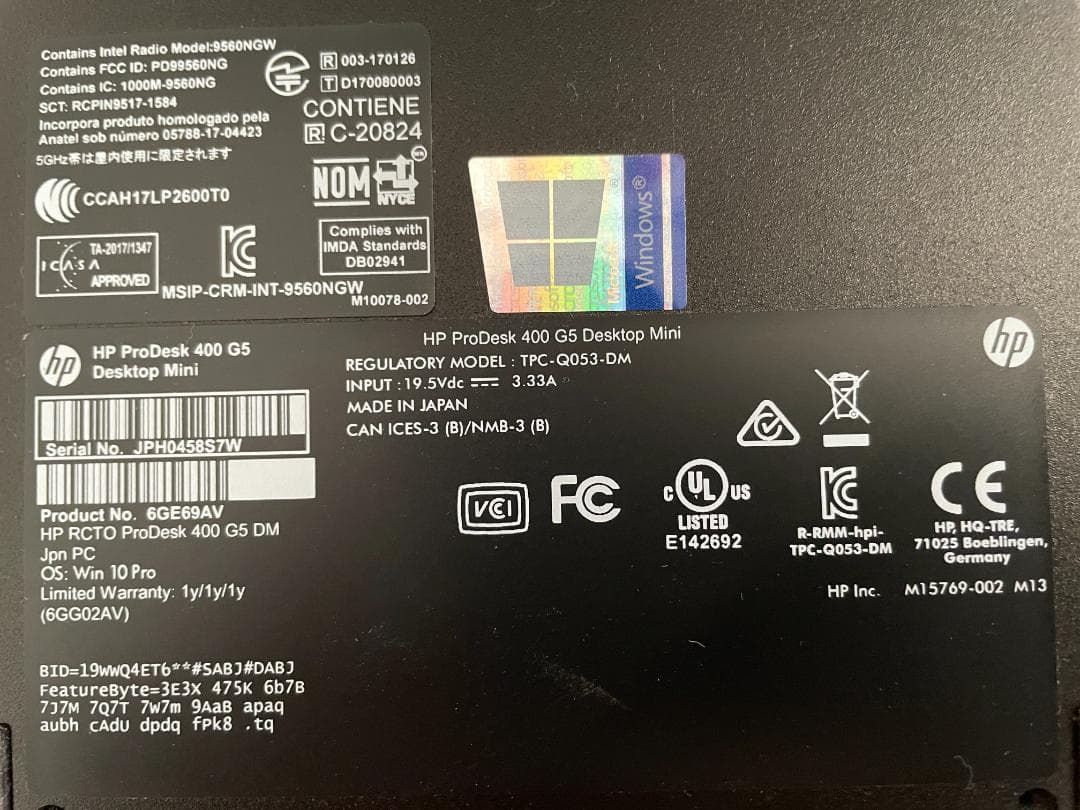 Contains Intel Radio Model:9560NGW
Contains FCC ID: PD99560NG
Contains IC: 1000M-9560NG
SCT: RCPIN9517-1584
Incorpora produto homologado pela
Anatel sob número 05788-17-04423
5GHz帯は屋内使用に限定されます
R 003-170126
T D170080003
CONTIENE
R C-20824
CCAH17LP2600T0
NOM
NYCE
TA-2017/1347
ICASA
APPROVED
Complies with
IMDA Standards
DB02941
MSIP-CRM-INT-9560NGW
M10078-002
Windows®
Microsoft
hp
HP ProDesk 400 G5
Desktop Mini
Serial No. JPH0458S7W
Product No. 6GE69AV
HP RCTO ProDesk 400 G5 DM
Jpn PC
OS: Win 10 Pro
Limited Warranty: 1y/1y/1y
(6GG02AV)
BID=19WWQ4ET6**#SABJ#DABJ
FeatureByte=3E3X 475K 6b7B
7J7M 7Q7T 7W7m 9AaB apaq
aubh cAdU dpdq fPk8 .tq
HP ProDesk 400 G5 Desktop Mini
REGULATORY MODEL : TPC-Q053-DM
INPUT : 19.5Vdc ⎓ 3.33A
MADE IN JAPAN
CAN ICES-3 (B)/NMB-3 (B)
hp
VCI
FC
C UL US
LISTED
E142692
R-RMM-hpi-
TPC-Q053-DM
CE
HP, HQ-TRE,
71025 Boeblingen,
Germany
HP Inc. M15769-002 M13